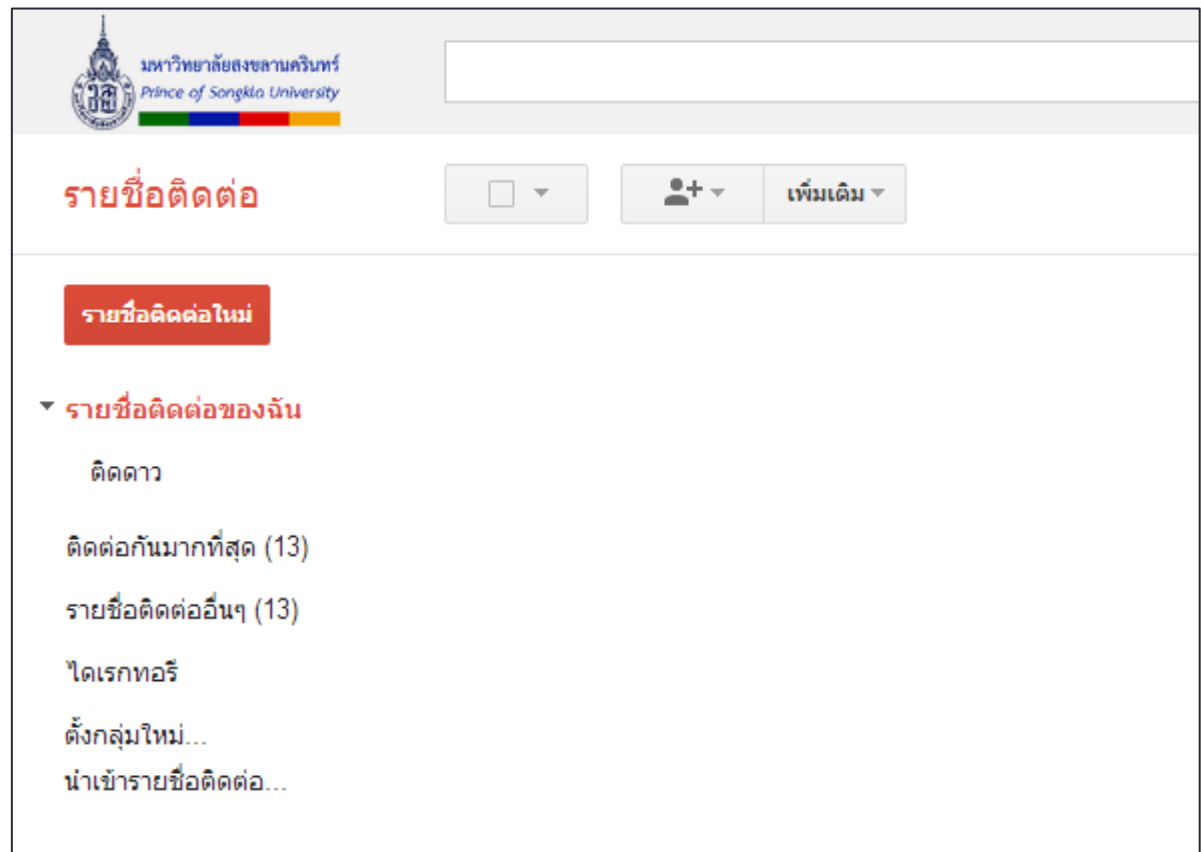 มหาวิทยาลัยสงขลานครินทร์
Prince of Songkla University
รายชื่อติดต่อ
เพิ่มเติม
รายชื่อติดต่อใหม่
รายชื่อติดต่อของฉัน
ติดดาว
ติดต่อกันมากที่สุด (13)
รายชื่อติดต่ออื่นๆ (13)
ไดเรกทอรี
ตั้งกลุ่มใหม่...
นำเข้ารายชื่อติดต่อ...